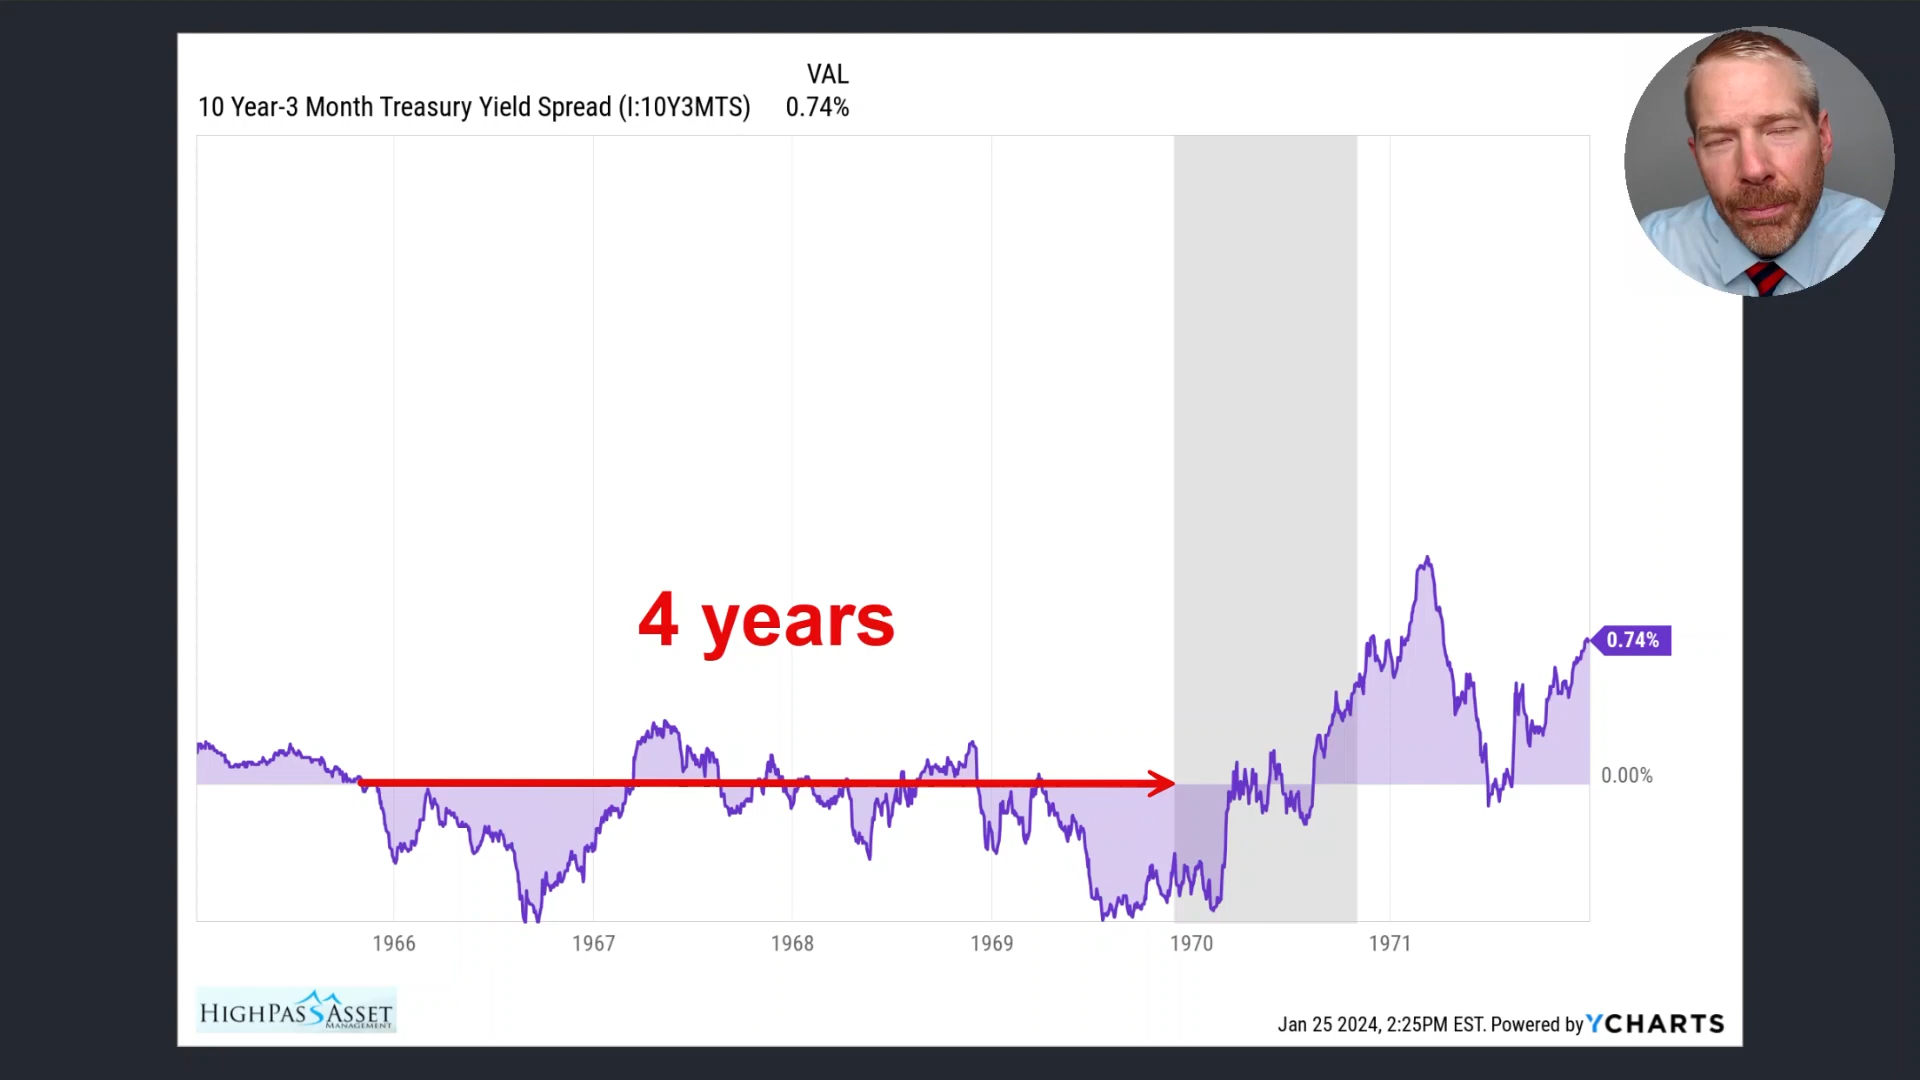 VAL
10 Year-3 Month Treasury Yield Spread (I:10Y3MTS) 0.74%
4 years
0.74%
0.00%
1966 1967 1968 1969 1970 1971
HIGHPASS ASSET
MANAGEMENT
Jan 25 2024, 2:25PM EST. Powered by YCHARTS